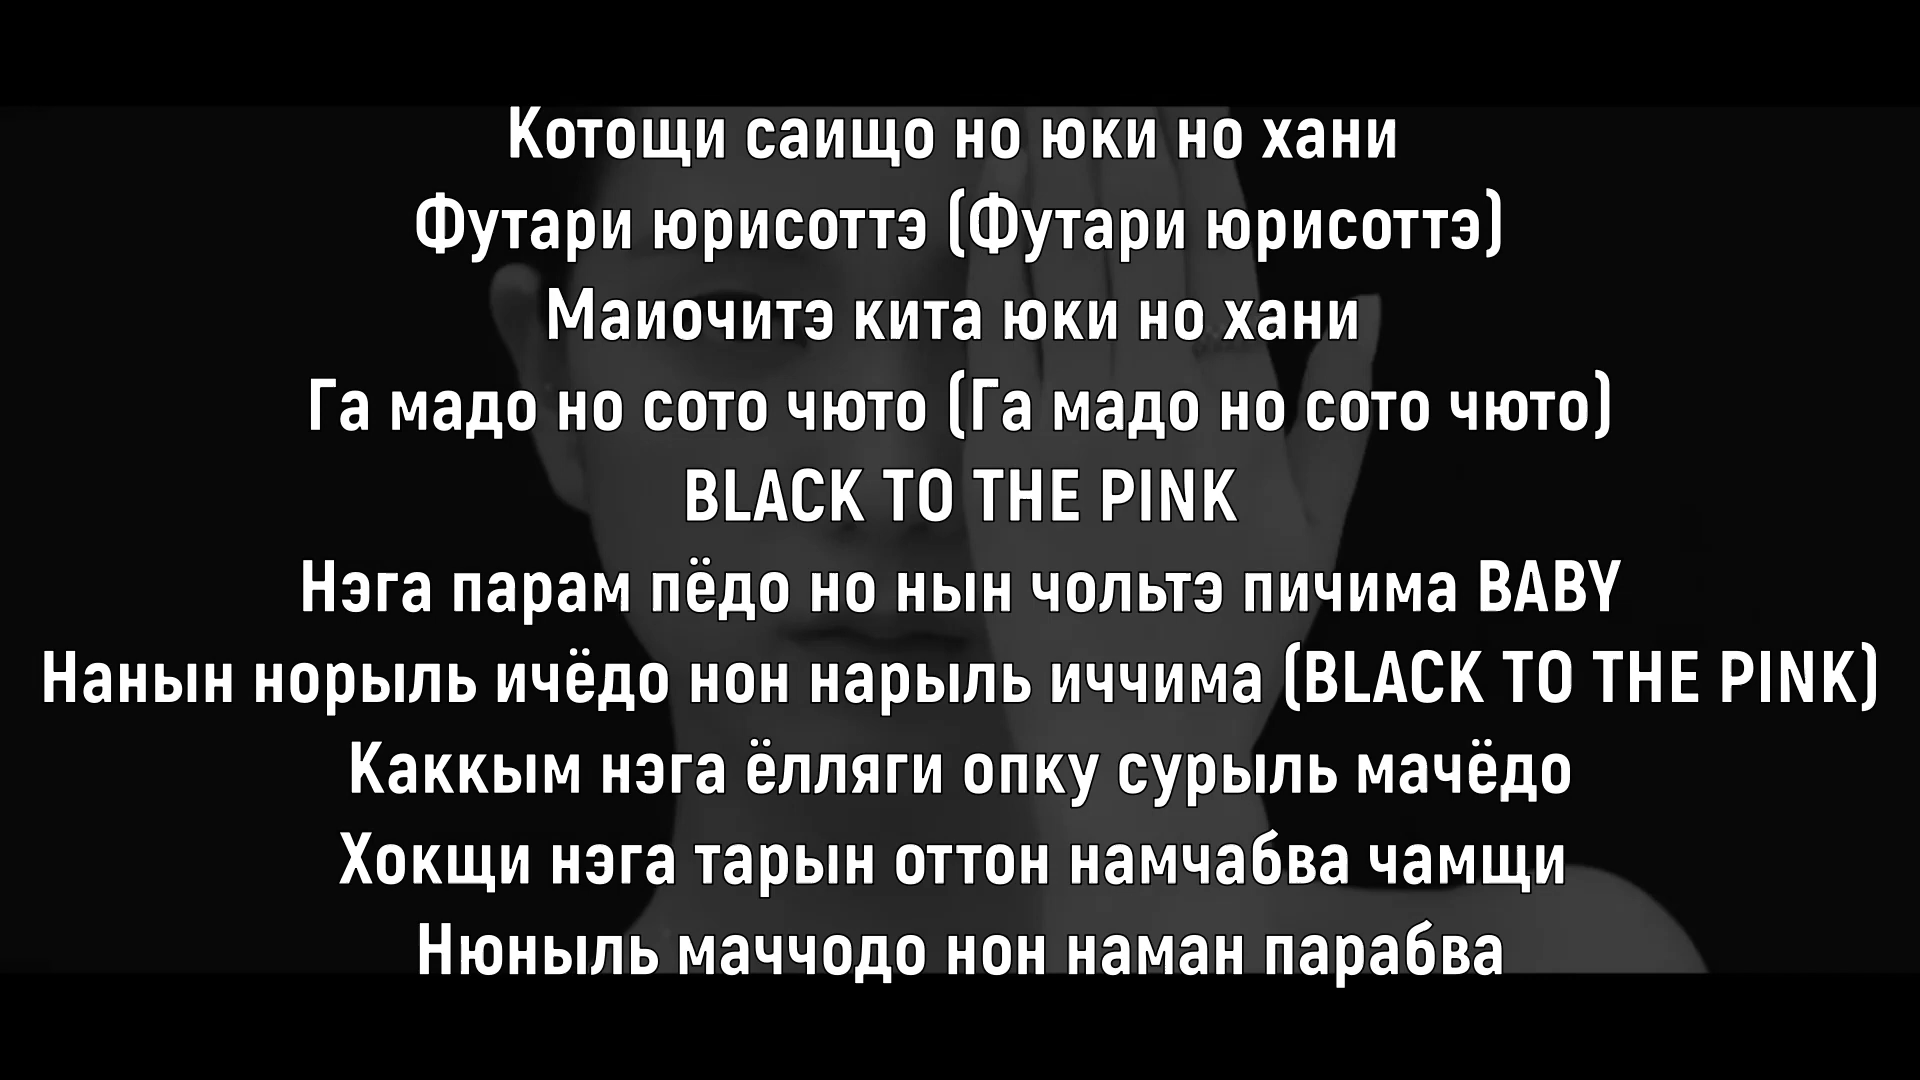 Котощи саищо но юки но хани
Футари юрисоттэ (Футари юрисоттэ)
Маиочитэ кита юки но хани
Га мадо но сото чюто (Га мадо но сото чюто)
BLACK TO THE PINK
Нэга парам пёдо но нын чольтэ пичима BABY
Нанын норыль ичёдо нон нарыль иччима (BLACK TO THE PINK)
Каккым нэга ёлляги опку сурыль мачёдо
Хокщи нэга тарын оттон намчабва чамщи
Нюныль маччодо нон наман парабва